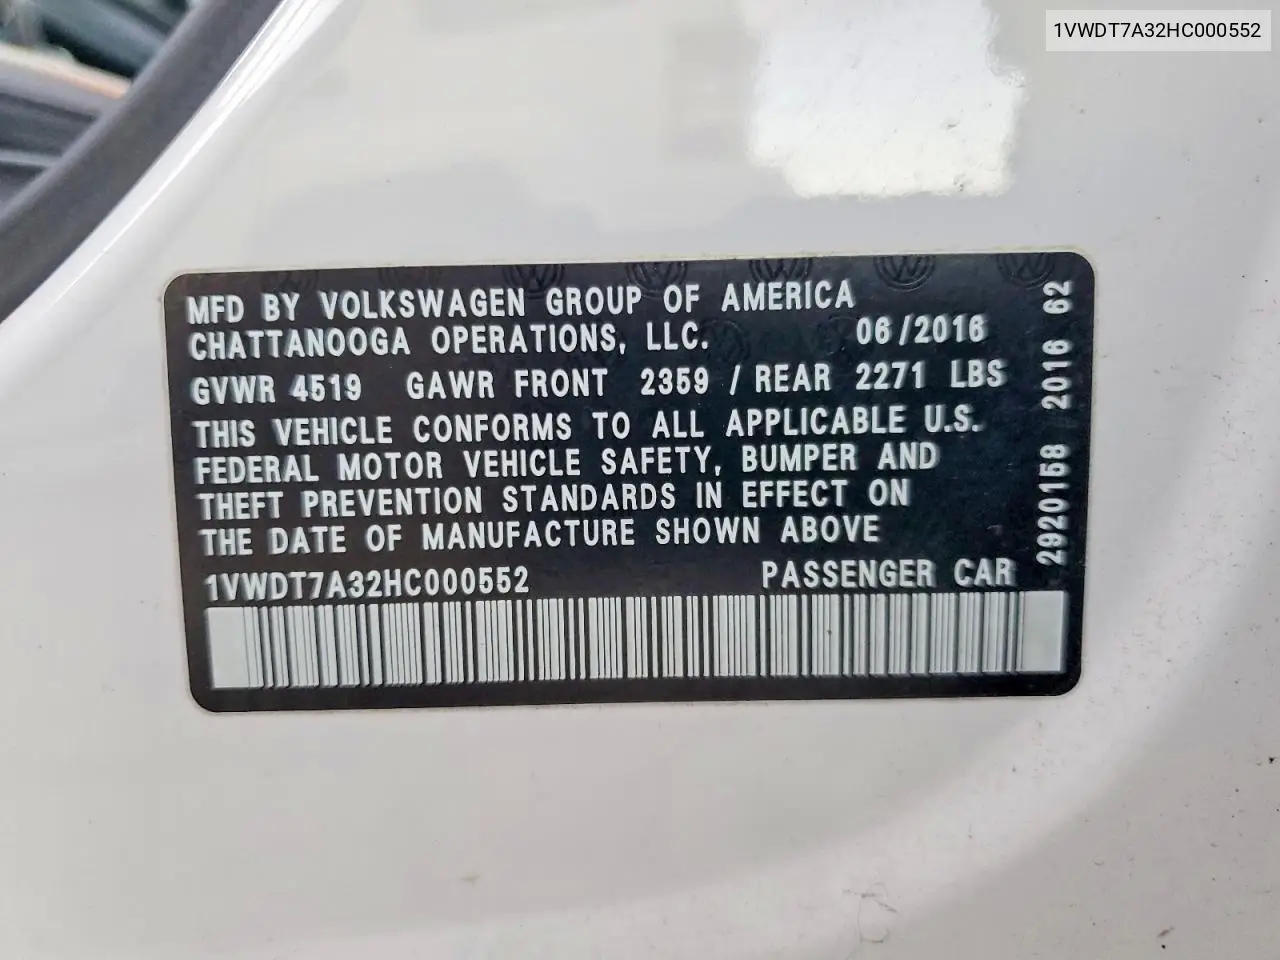 1VWDT7A32HC000552
MFD BY VOLKSWAGEN GROUP OF AMERICA
CHATTANOOGA OPERATIONS, LLC. 06/2016
GVWR 4519 GAWR FRONT 2359 / REAR 2271 LBS
THIS VEHICLE CONFORMS TO ALL APPLICABLE U.S.
FEDERAL MOTOR VEHICLE SAFETY, BUMPER AND
THEFT PREVENTION STANDARDS IN EFFECT ON
THE DATE OF MANUFACTURE SHOWN ABOVE
1VWDT7A32HC000552 PASSENGER CAR
2920158 2016 62